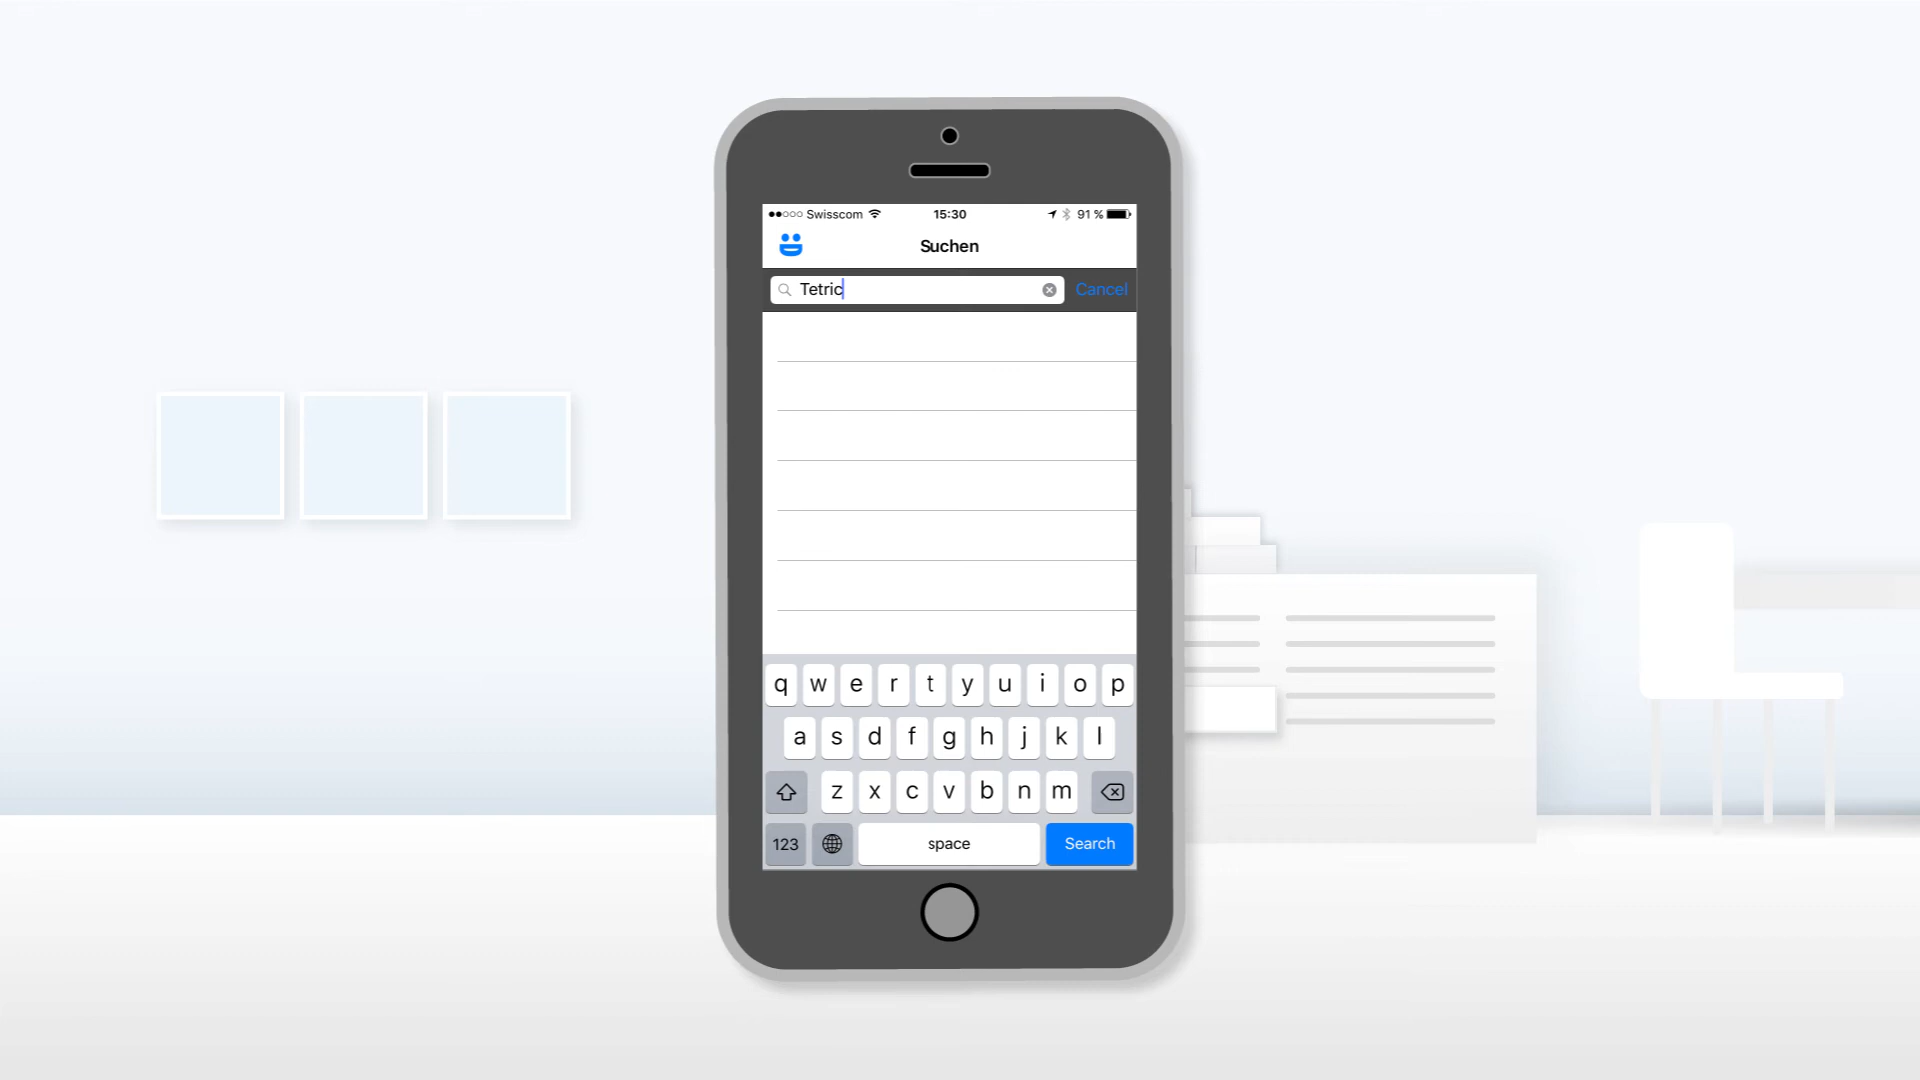 Swisscom 15:30 91 %
Suchen
Tetric Cancel
q w e r t y u i o p
a s d f g h j k l
z x c v b n m
123 space Search